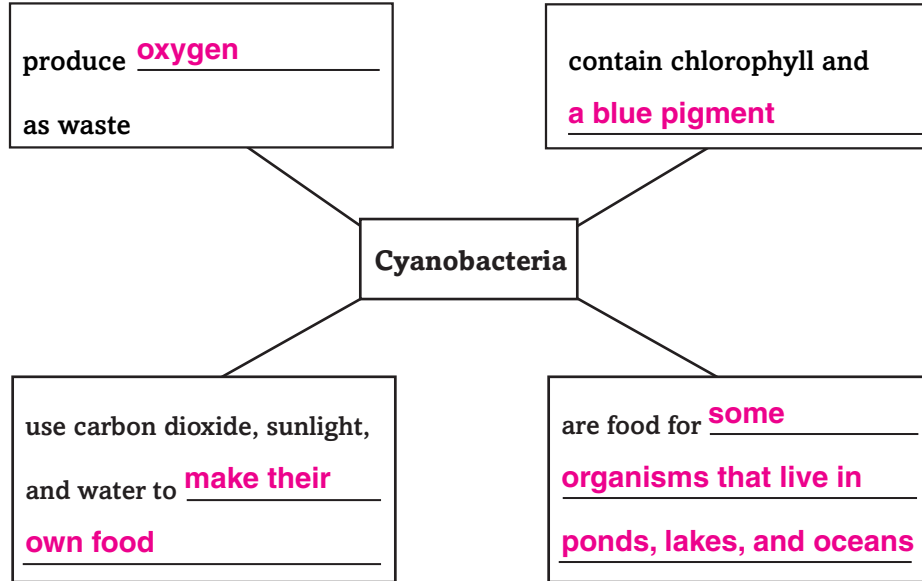 produce oxygen
as waste
contain chlorophyll and
a blue pigment
Cyanobacteria
use carbon dioxide, sunlight,
and water to make their
own food
are food for some
organisms that live in
ponds, lakes, and oceans